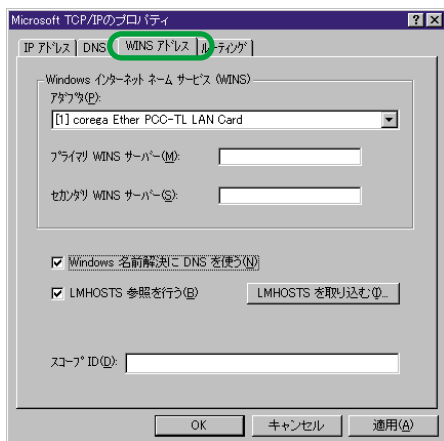 Microsoft TCP/IPのプロパティ
IP アドレス DNS WINS アドレス ルーティング
Windows インターネット ネーム サービス (WINS)
アダプタ(P):
[1] corega Ether PCC-TL LAN Card
プライマリ WINS サーバー(M):
セカンダリ WINS サーバー(S):
Windows 名前解決に DNS を使う(N)
LMHOSTS 参照を行う(B) LMHOSTS を取り込む(I)...
スコープ ID(D):
OK キャンセル 適用(A)